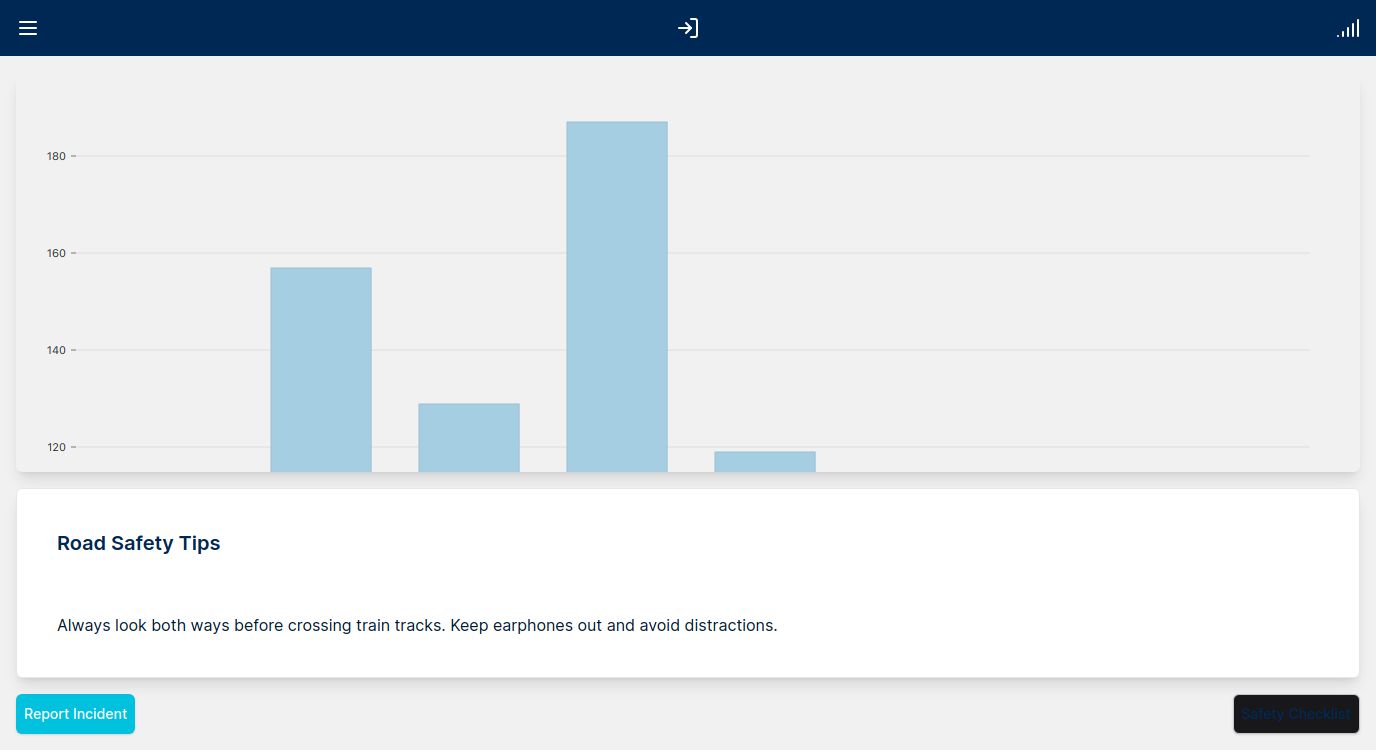 180
160
140
120
Road Safety Tips
Always look both ways before crossing train tracks. Keep earphones out and avoid distractions.
Report Incident
Safety Checklist